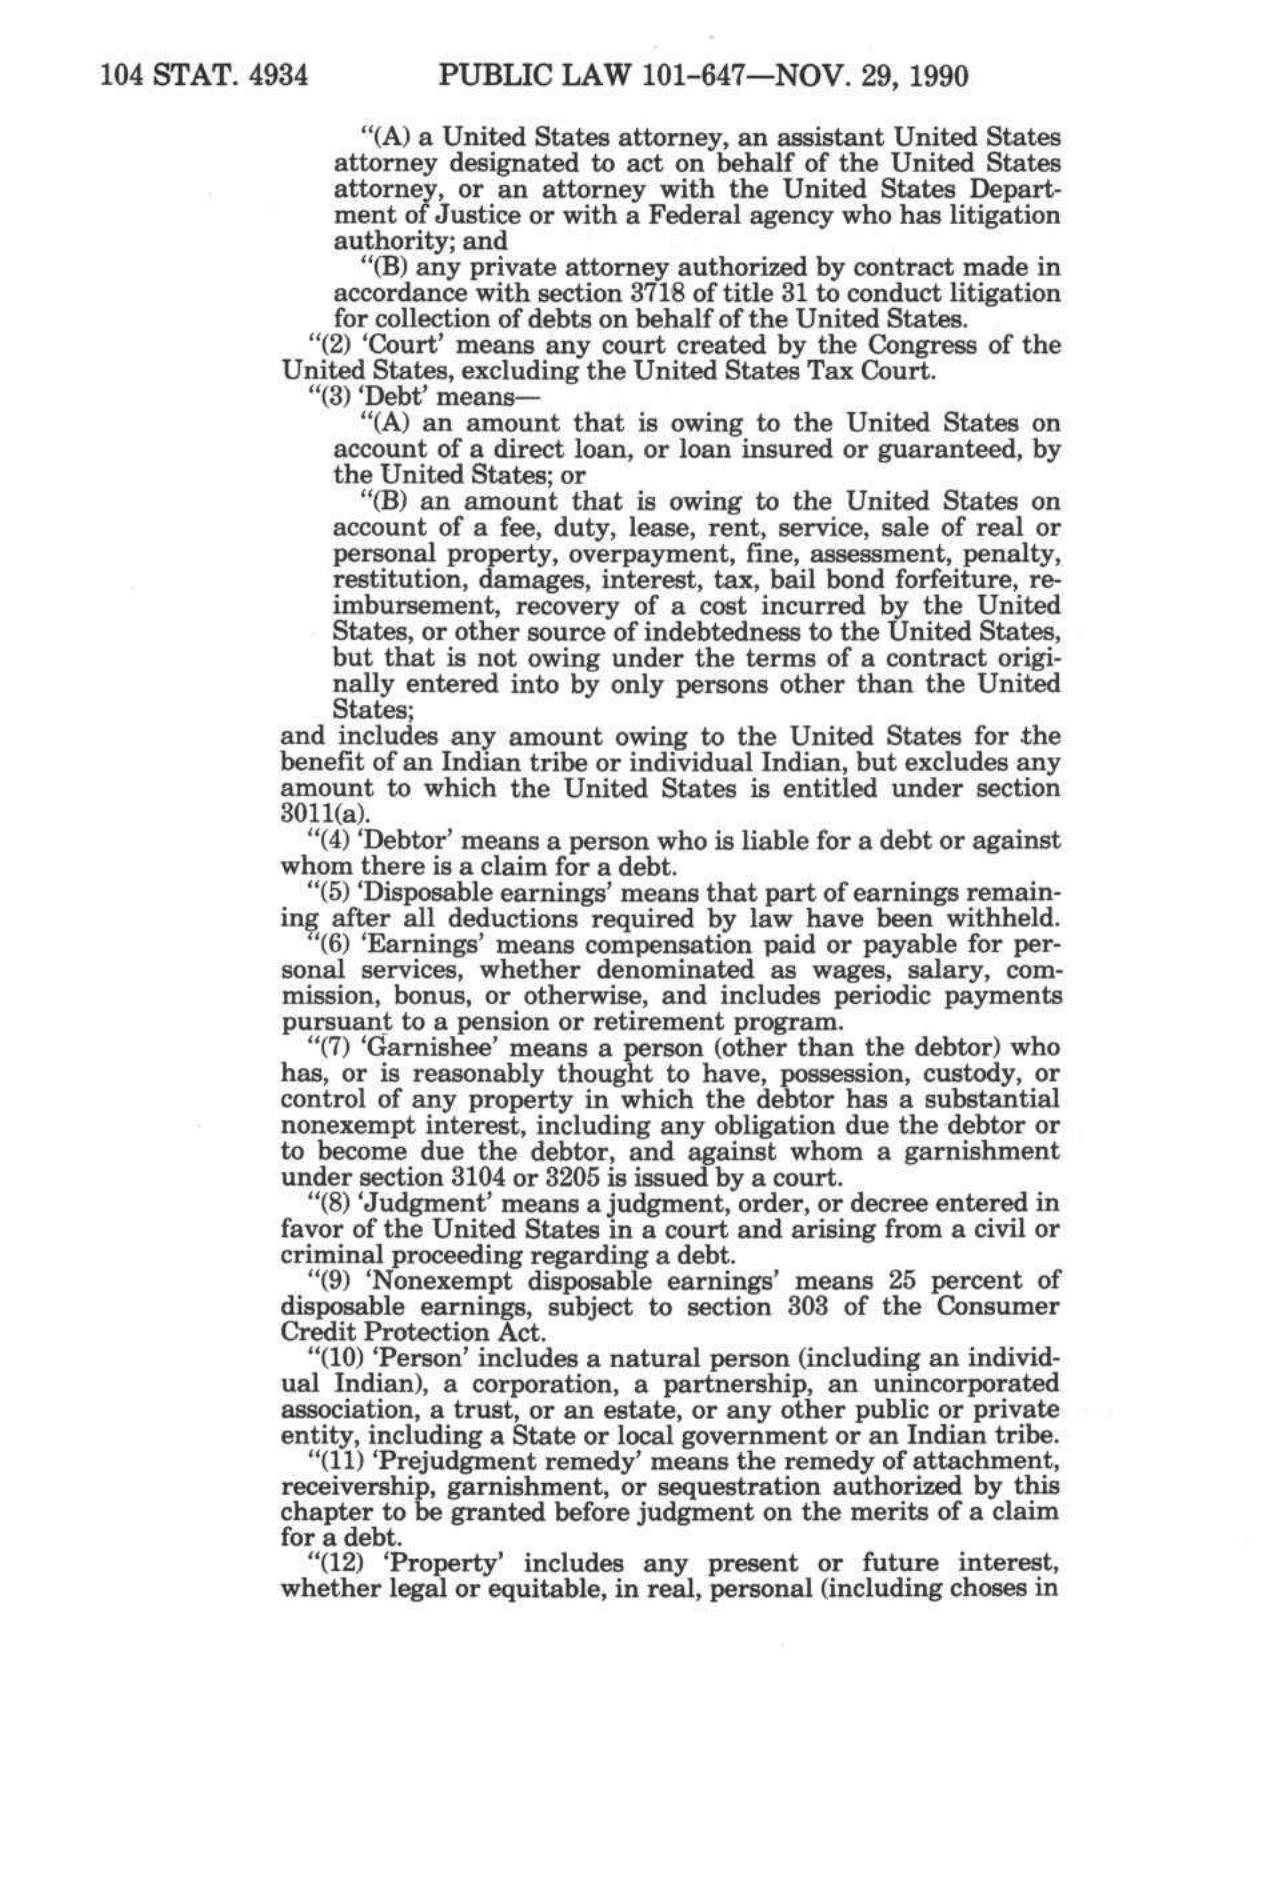 104 STAT. 4934 PUBLIC LAW 101-647—NOV. 29, 1990
“(A) a United States attorney, an assistant United States
attorney designated to act on behalf of the United States
attorney, or an attorney with the United States Depart-
ment of Justice or with a Federal agency who has litigation
authority; and
“(B) any private attorney authorized by contract made in
accordance with section 3718 of title 31 to conduct litigation
for collection of debts on behalf of the United States.
“(2) ‘Court’ means any court created by the Congress of the
United States, excluding the United States Tax Court.
“(3) ‘Debt’ means—
“(A) an amount that is owing to the United States on
account of a direct loan, or loan insured or guaranteed, by
the United States; or
“(B) an amount that is owing to the United States on
account of a fee, duty, lease, rent, service, sale of real or
personal property, overpayment, fine, assessment, penalty,
restitution, damages, interest, tax, bail bond forfeiture, re-
imbursement, recovery of a cost incurred by the United
States, or other source of indebtedness to the United States,
but that is not owing under the terms of a contract origi-
nally entered into by only persons other than the United
States;
and includes any amount owing to the United States for the
benefit of an Indian tribe or individual Indian, but excludes any
amount to which the United States is entitled under section
3011(a).
“(4) ‘Debtor’ means a person who is liable for a debt or against
whom there is a claim for a debt.
“(5) ‘Disposable earnings’ means that part of earnings remain-
ing after all deductions required by law have been withheld.
“(6) ‘Earnings’ means compensation paid or payable for per-
sonal services, whether denominated as wages, salary, com-
mission, bonus, or otherwise, and includes periodic payments
pursuant to a pension or retirement program.
“(7) ‘Garnishee’ means a person (other than the debtor) who
has, or is reasonably thought to have, possession, custody, or
control of any property in which the debtor has a substantial
nonexempt interest, including any obligation due the debtor or
to become due the debtor, and against whom a garnishment
under section 3104 or 3205 is issued by a court.
“(8) ‘Judgment’ means a judgment, order, or decree entered in
favor of the United States in a court and arising from a civil or
criminal proceeding regarding a debt.
“(9) ‘Nonexempt disposable earnings’ means 25 percent of
disposable earnings, subject to section 303 of the Consumer
Credit Protection Act.
“(10) ‘Person’ includes a natural person (including an individ-
ual Indian), a corporation, a partnership, an unincorporated
association, a trust, or an estate, or any other public or private
entity, including a State or local government or an Indian tribe.
“(11) ‘Prejudgment remedy’ means the remedy of attachment,
receivership, garnishment, or sequestration authorized by this
chapter to be granted before judgment on the merits of a claim
for a debt.
“(12) ‘Property’ includes any present or future interest,
whether legal or equitable, in real, personal (including choses in